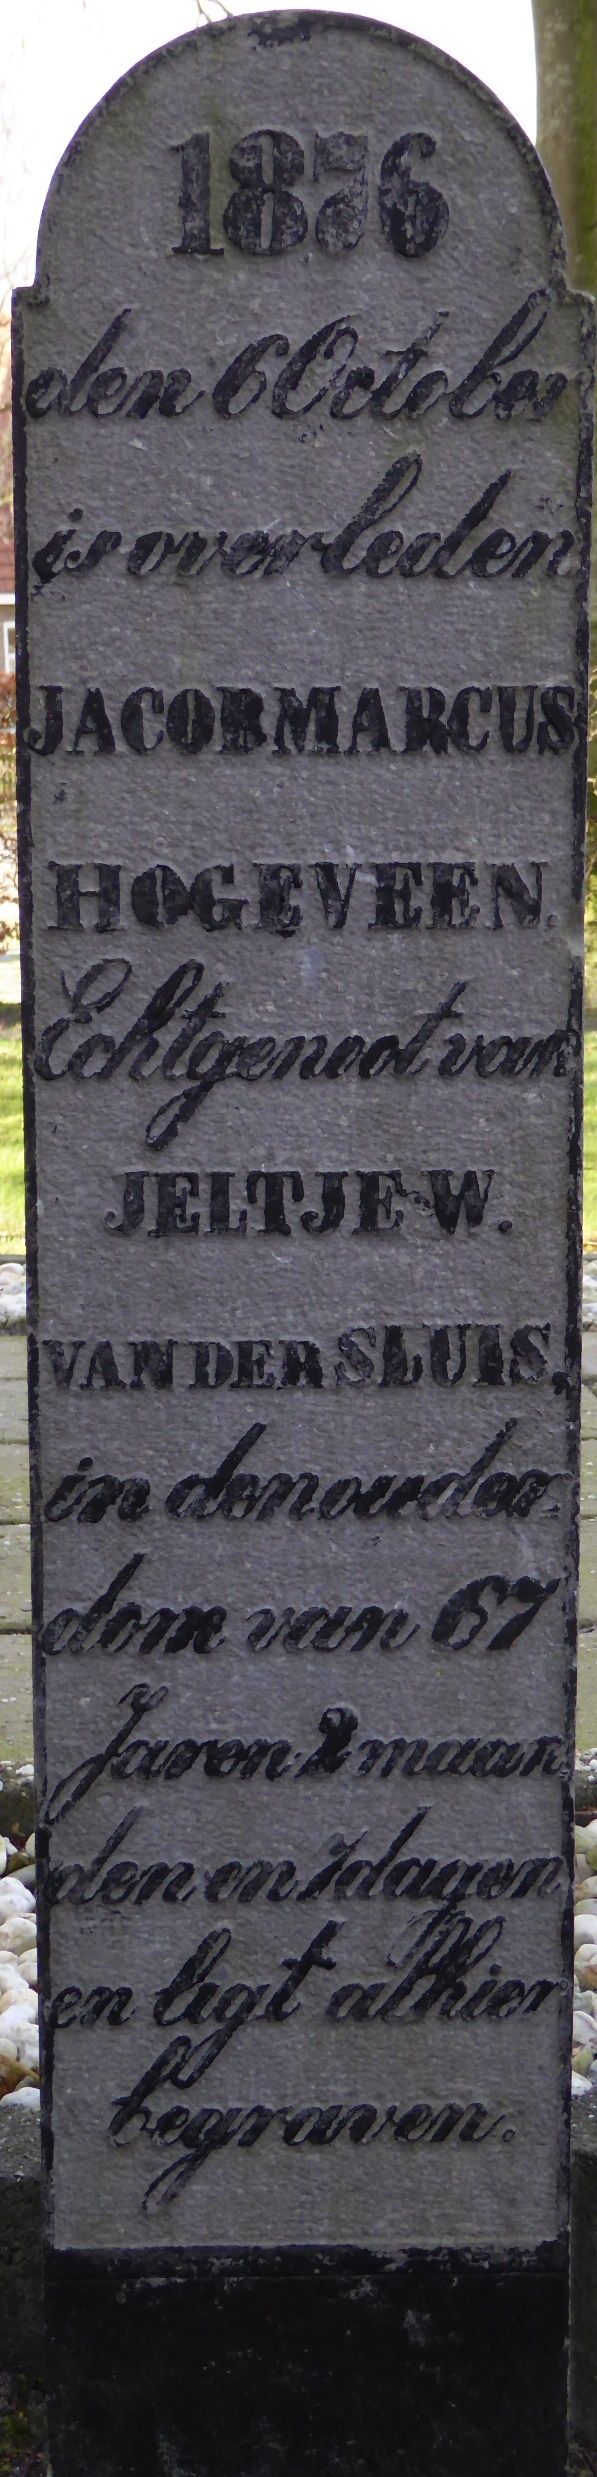 1876
den 6 October
is overleden
JACOB MARCUS
HOGEVEEN.
Echtgenoot van
JELTJE W.
VAN DER SLUIS.
in den ouder
dom van 67
Jaren 2 maan
den en 7 dagen
en ligt alhier
begraven.